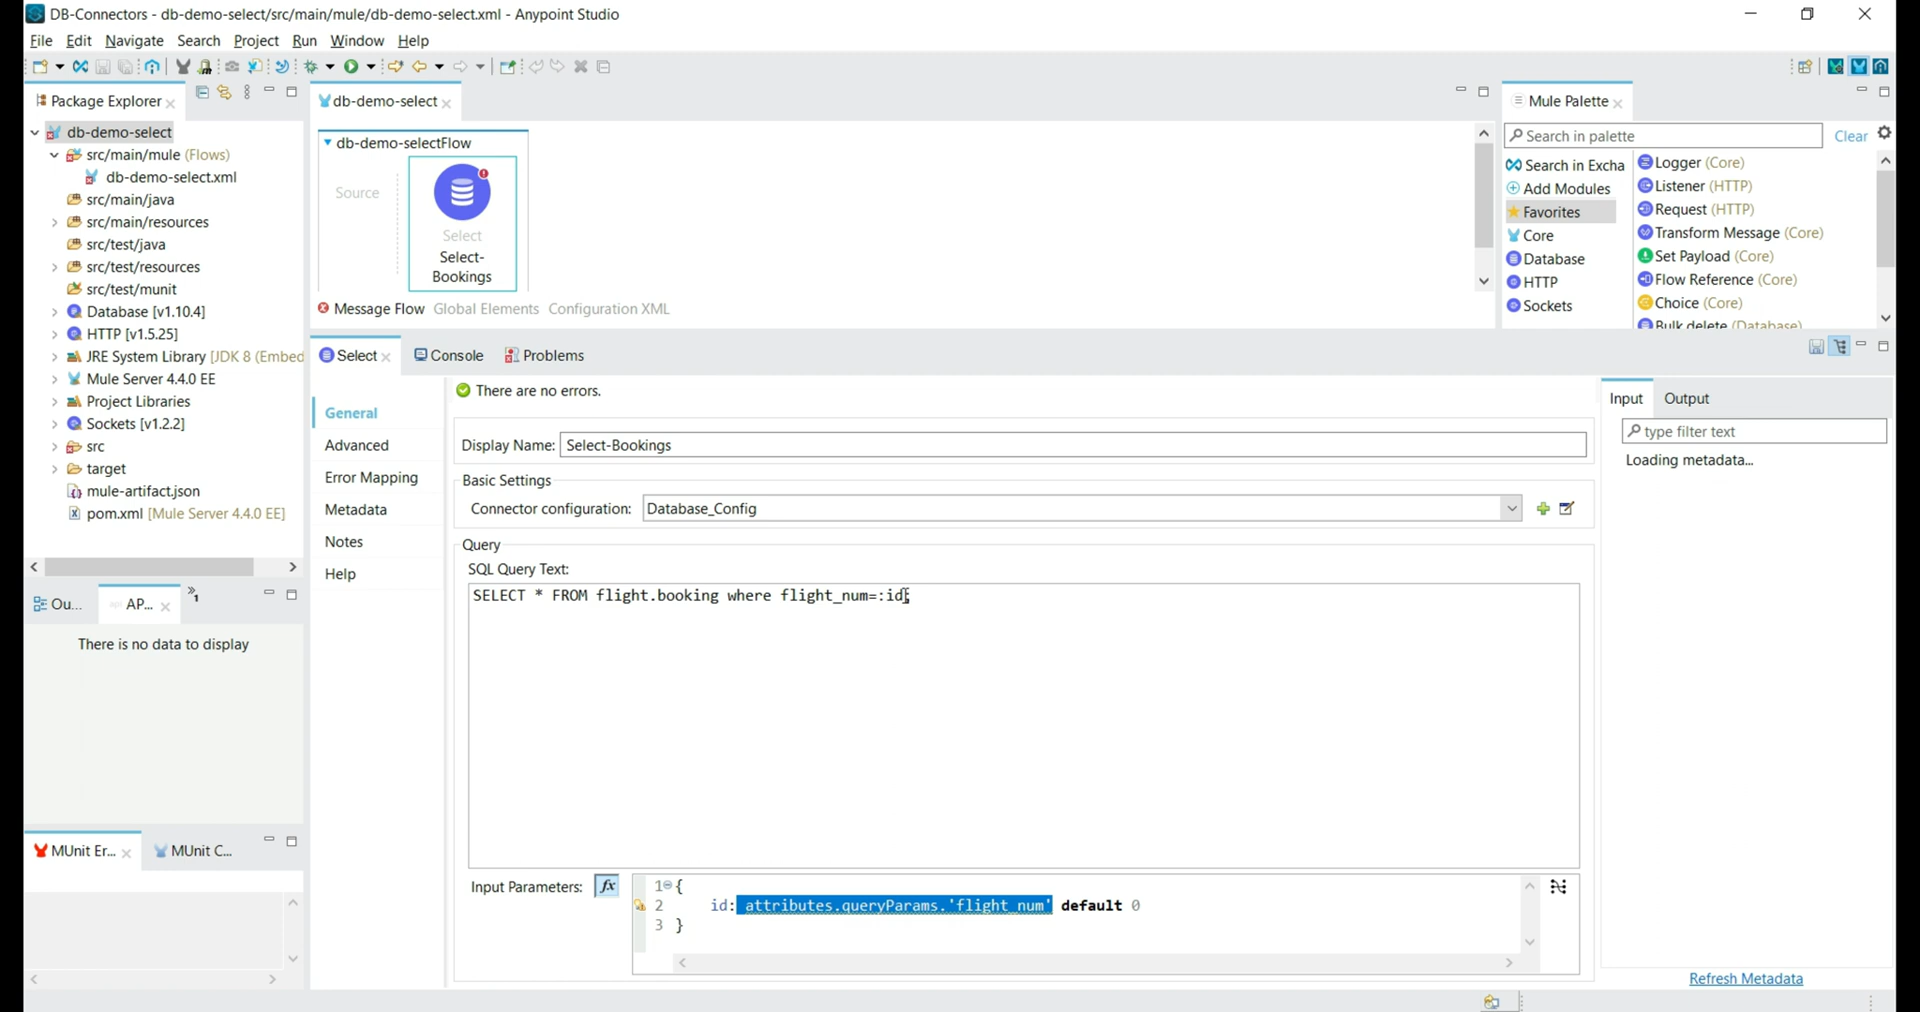 DB-Connectors - db-demo-select/src/main/mule/db-demo-select.xml - Anypoint Studio
File Edit Navigate Search Project Run Window Help
Package Explorer
db-demo-select
src/main/mule (Flows)
db-demo-select.xml
src/main/java
src/main/resources
src/test/java
src/test/resources
src/test/munit
Database [v1.10.4]
HTTP [v1.5.25]
JRE System Library [JDK 8 (Embed
Mule Server 4.4.0 EE
Project Libraries
Sockets [v1.2.2]
src
target
mule-artifact.json
pom.xml [Mule Server 4.4.0 EE]
Ou... AP... 1
There is no data to display
MUnit Er... MUnit C...
db-demo-select
db-demo-selectFlow
Source
Select
Select-
Bookings
Message Flow Global Elements Configuration XML
Mule Palette
Search in palette Clear
Search in Excha
Add Modules
Favorites
Core
Database
HTTP
Sockets
Logger (Core)
Listener (HTTP)
Request (HTTP)
Transform Message (Core)
Set Payload (Core)
Flow Reference (Core)
Choice (Core)
Bulk delete (Database)
Select Console Problems
General
Advanced
Error Mapping
Metadata
Notes
Help
There are no errors.
Display Name: Select-Bookings
Basic Settings
Connector configuration: Database_Config
Query
SQL Query Text:
SELECT * FROM flight.booking where flight_num=:id;
Input Parameters: fx
1 {
2 id: attributes.queryParams.'flight_num' default 0
3 }
Input Output
type filter text
Loading metadata...
Refresh Metadata